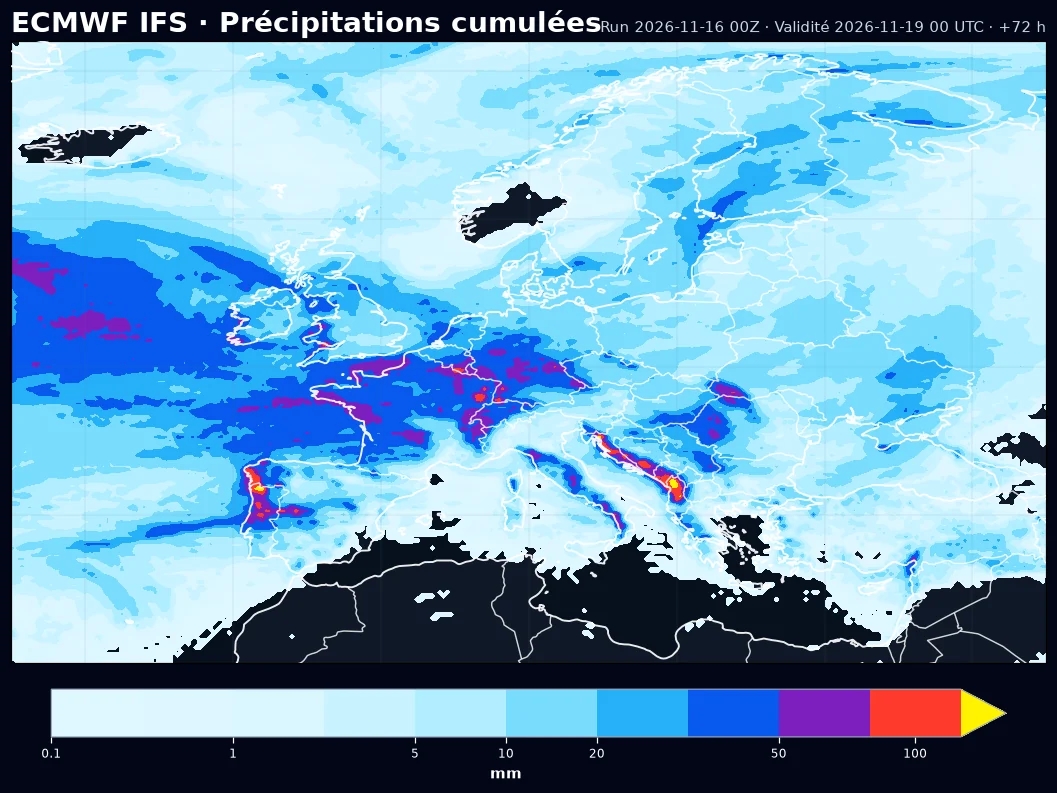 ECMWF IFS · Précipitations cumulées
Run 2026-11-16 00Z · Validité 2026-11-19 00 UTC · +72 h
0.1 1 5 10 20 50 100
mm